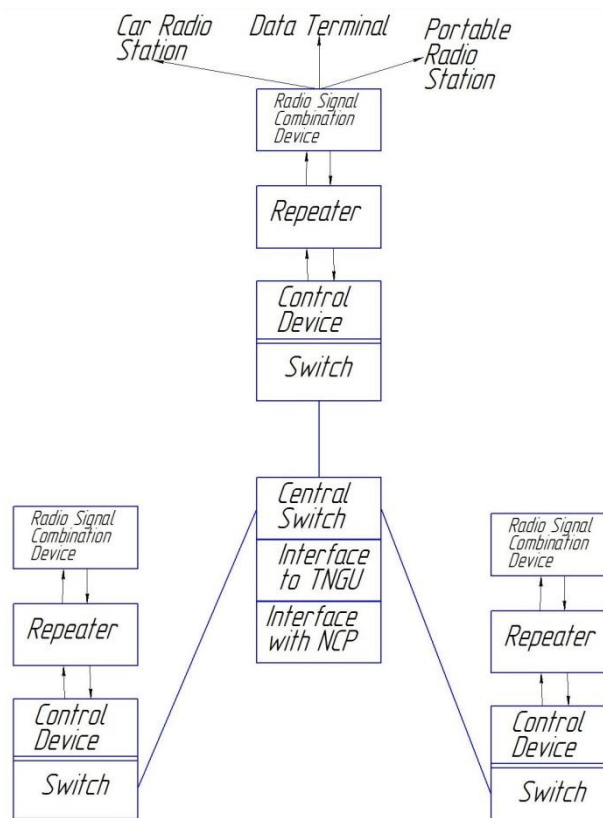 Car Radio
Station
Data Terminal
Portable
Radio
Station
Radio Signal
Combination
Device
Repeater
Control
Device
Switch
Central
Switch
Interface
to TNGU
Interface
with NCP
Radio Signal
Combination
Device
Repeater
Control
Device
Switch
Radio Signal
Combination
Device
Repeater
Control
Device
Switch